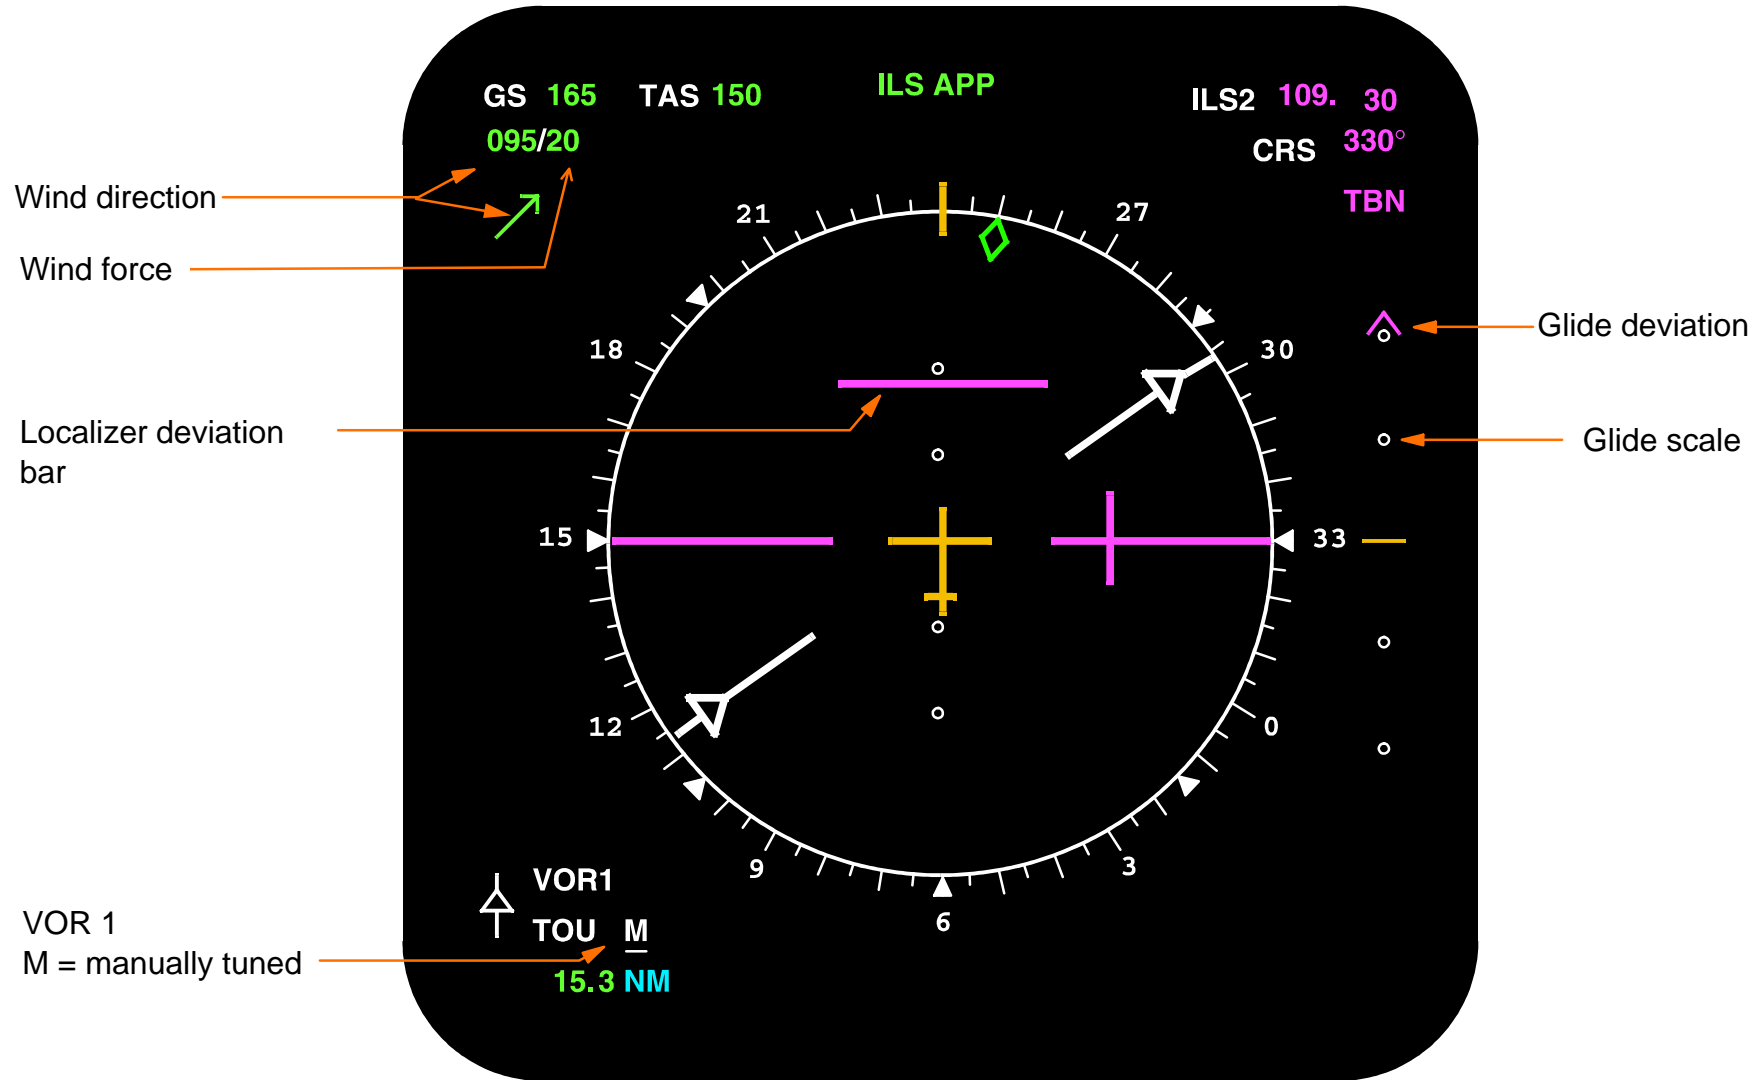 GS 165 TAS 150
ILS APP
ILS2 109. 30
095/20
CRS 330°
TBN
Wind direction
Wind force
21
27
18
30
Glide deviation
Localizer deviation
bar
Glide scale
15
33
12
0
9
3
6
VOR1
TOU M
15.3 NM
VOR 1
M = manually tuned